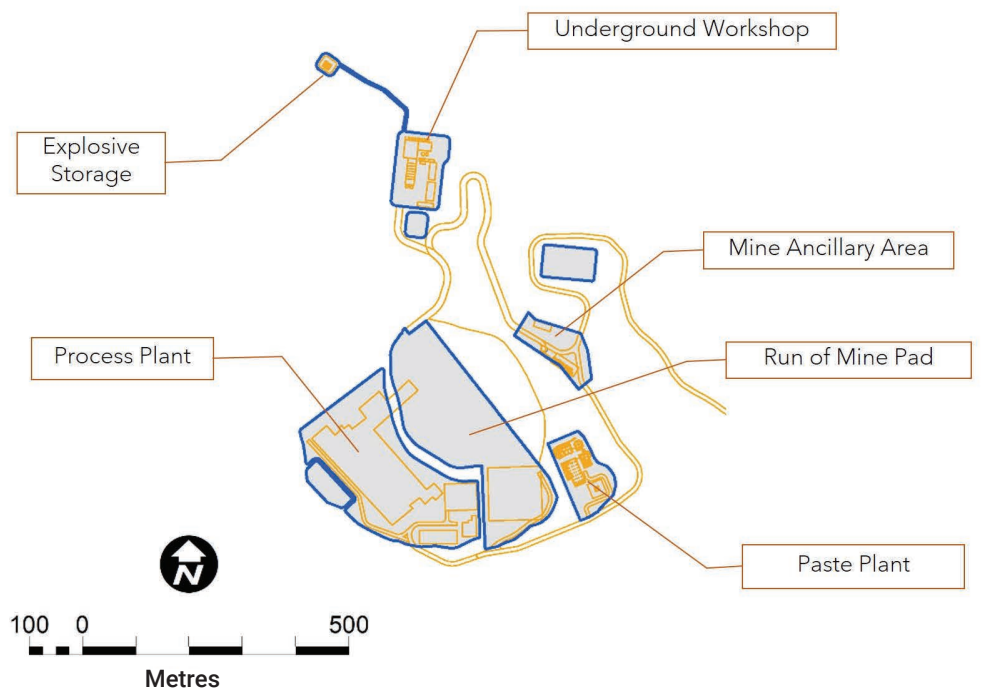 Underground Workshop
Explosive
Storage
Mine Ancillary Area
Process Plant
Run of Mine Pad
Paste Plant
N
100 0 500
Metres